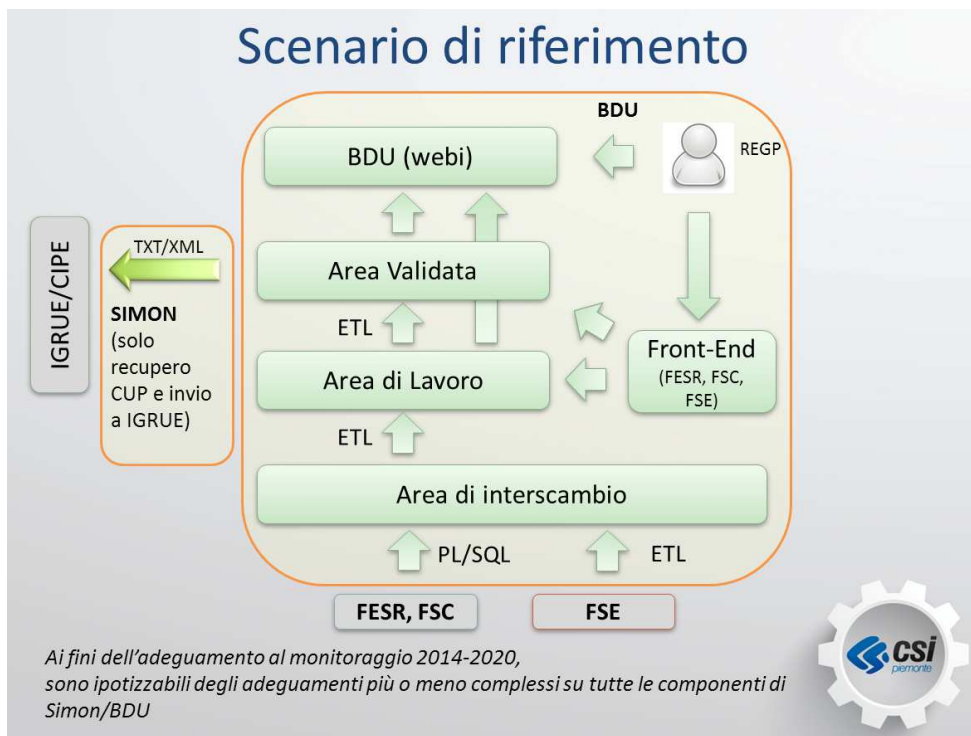 Scenario di riferimento
BDU
BDU (webi)
REGP
IGRUE/CIPE
TXT/XML
SIMON
(solo
recupero
CUP e invio
a IGRUE)
Area Validata
ETL
Area di Lavoro
Front-End
(FESR, FSC,
FSE)
ETL
Area di interscambio
PL/SQL
ETL
FESR, FSC
FSE
Ai fini dell'adeguamento al monitoraggio 2014-2020,
sono ipotizzabili degli adeguamenti più o meno complessi su tutte le componenti di
Simon/BDU
csi
piemonte